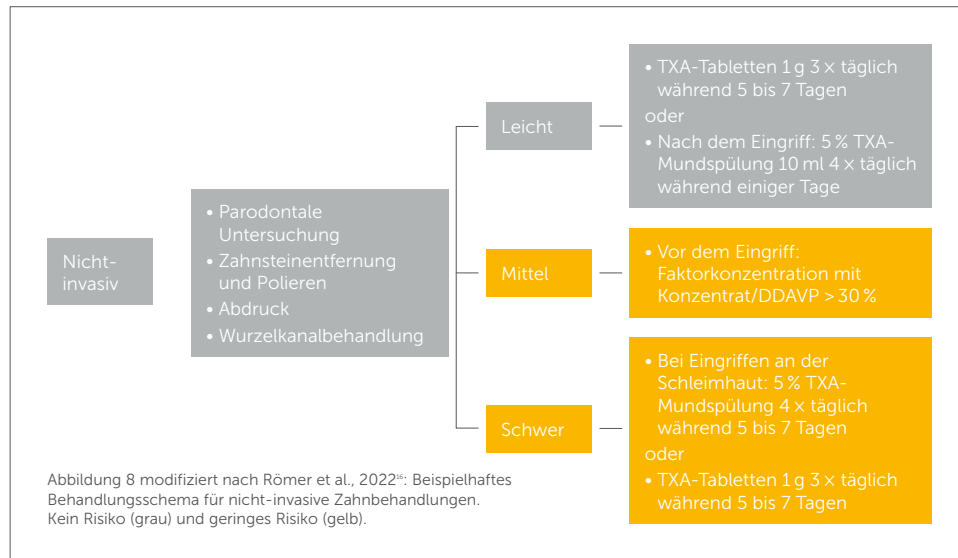 Nicht-
invasiv
• Parodontale
Untersuchung
• Zahnsteinentfernung
und Polieren
• Abdruck
• Wurzelkanalbehandlung
Leicht
• TXA-Tabletten 1 g 3 × täglich
während 5 bis 7 Tagen
oder
• Nach dem Eingriff: 5 % TXA-
Mundspülung 10 ml 4 × täglich
während einiger Tage
Mittel
• Vor dem Eingriff:
Faktorkonzentration mit
Konzentrat/DDAVP > 30 %
Schwer
• Bei Eingriffen an der
Schleimhaut: 5 % TXA-
Mundspülung 4 × täglich
während 5 bis 7 Tagen
oder
• TXA-Tabletten 1 g 3 × täglich
während 5 bis 7 Tagen
Abbildung 8 modifiziert nach Römer et al., 2022¹⁶: Beispielhaftes
Behandlungsschema für nicht-invasive Zahnbehandlungen.
Kein Risiko (grau) und geringes Risiko (gelb).